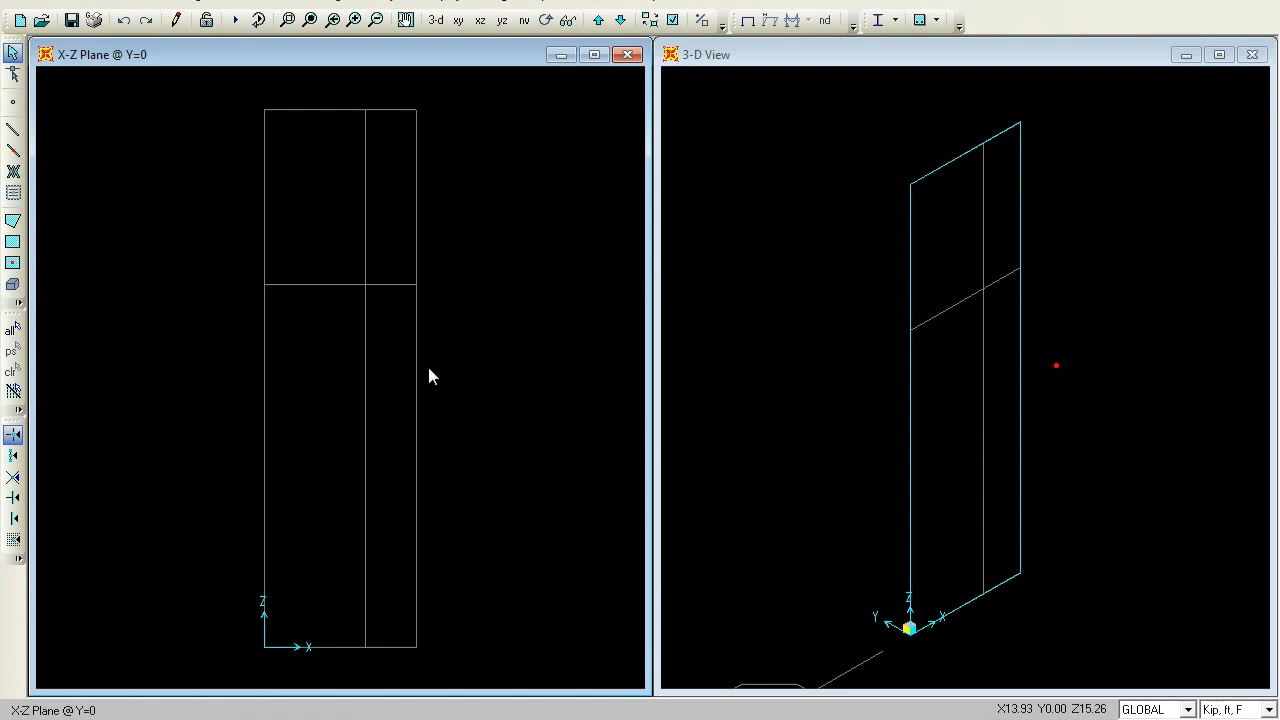 3-d xy xz yz nv nd
X-Z Plane @ Y=0
3-D View
all
ps
clr
Z
X
Z
Y
X
X-Z Plane @ Y=0
X13.93 Y0.00 Z15.26
GLOBAL
Kip, ft, F